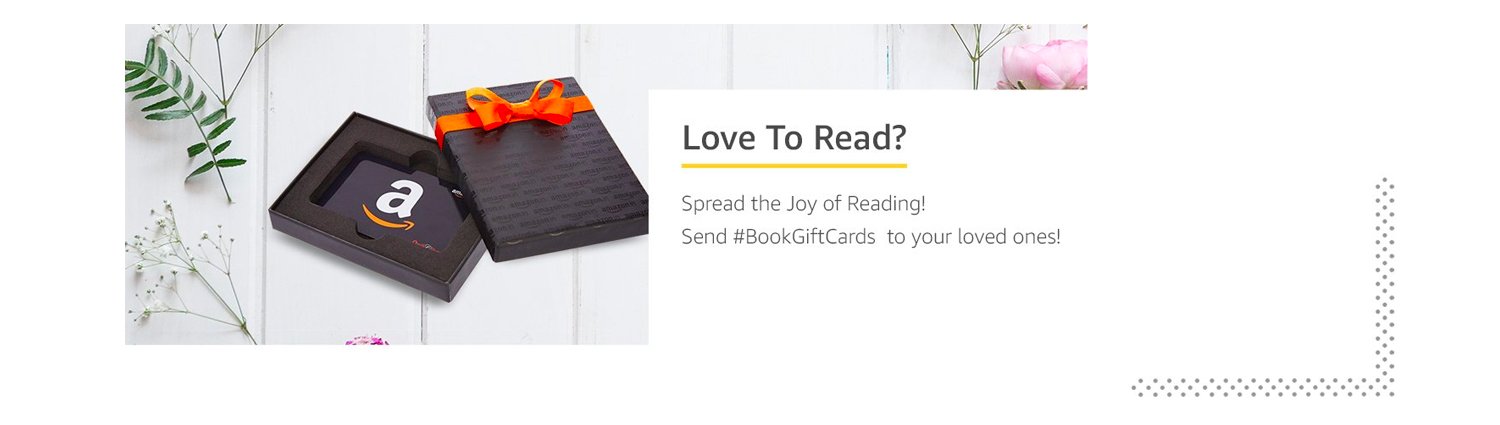 a
Love To Read?
Spread the Joy of Reading!
Send #BookGiftCards to your loved ones!